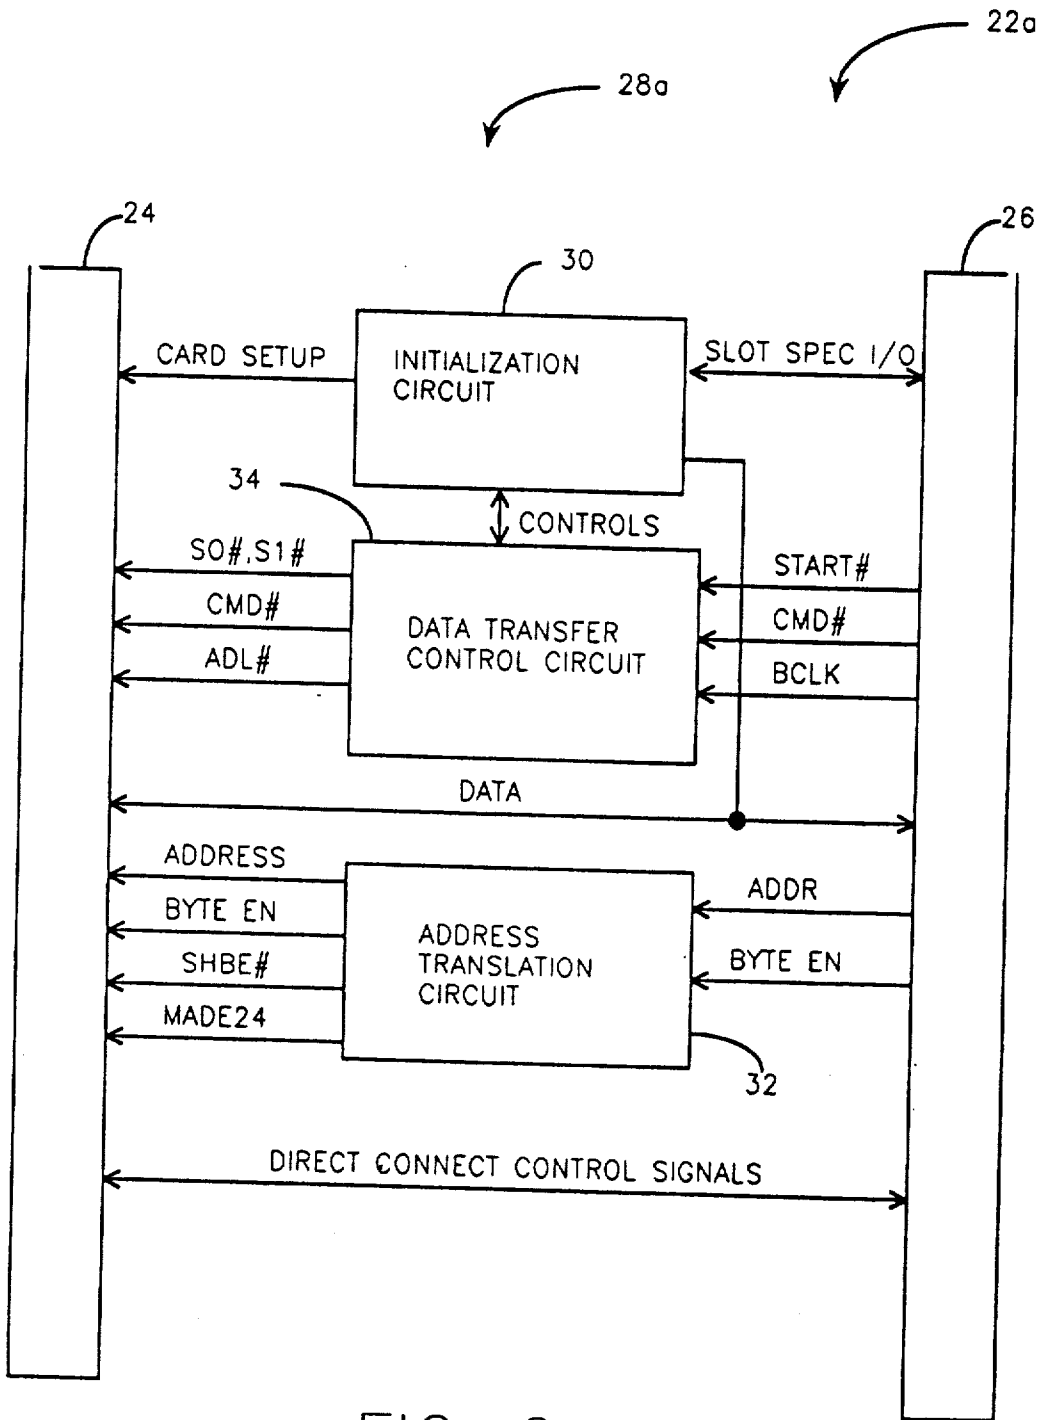 22a
28a
24
26
30
CARD SETUP
INITIALIZATION
CIRCUIT
SLOT SPEC I/O
34
CONTROLS
SO#,S1#
START#
CMD#
CMD#
DATA TRANSFER
CONTROL CIRCUIT
ADL#
BCLK
DATA
ADDRESS
ADDR
BYTE EN
ADDRESS
TRANSLATION
CIRCUIT
BYTE EN
SHBE#
MADE24
32
DIRECT CONNECT CONTROL SIGNALS